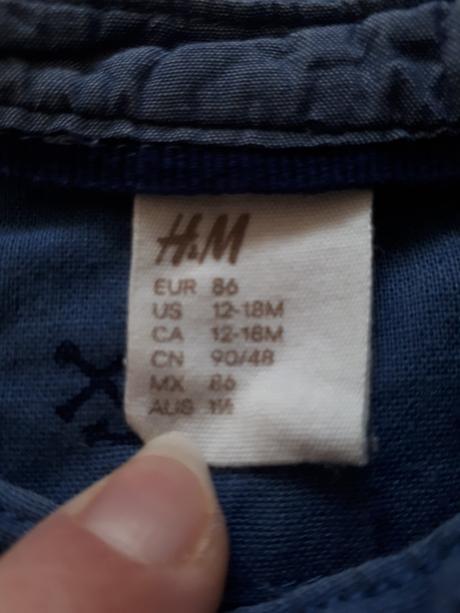 H&M
EUR 86
US 12-18M
CA 12-18M
CN 90/48
MX 86
AUS 1½